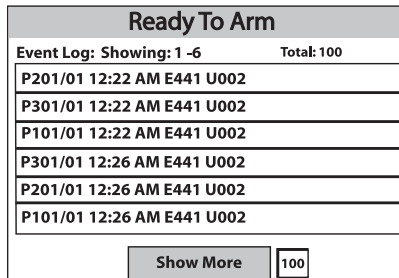 Ready To Arm
Event Log: Showing: 1 -6 Total: 100
P201/01 12:22 AM E441 U002
P301/01 12:22 AM E441 U002
P101/01 12:22 AM E441 U002
P301/01 12:26 AM E441 U002
P201/01 12:26 AM E441 U002
P101/01 12:26 AM E441 U002
Show More 100